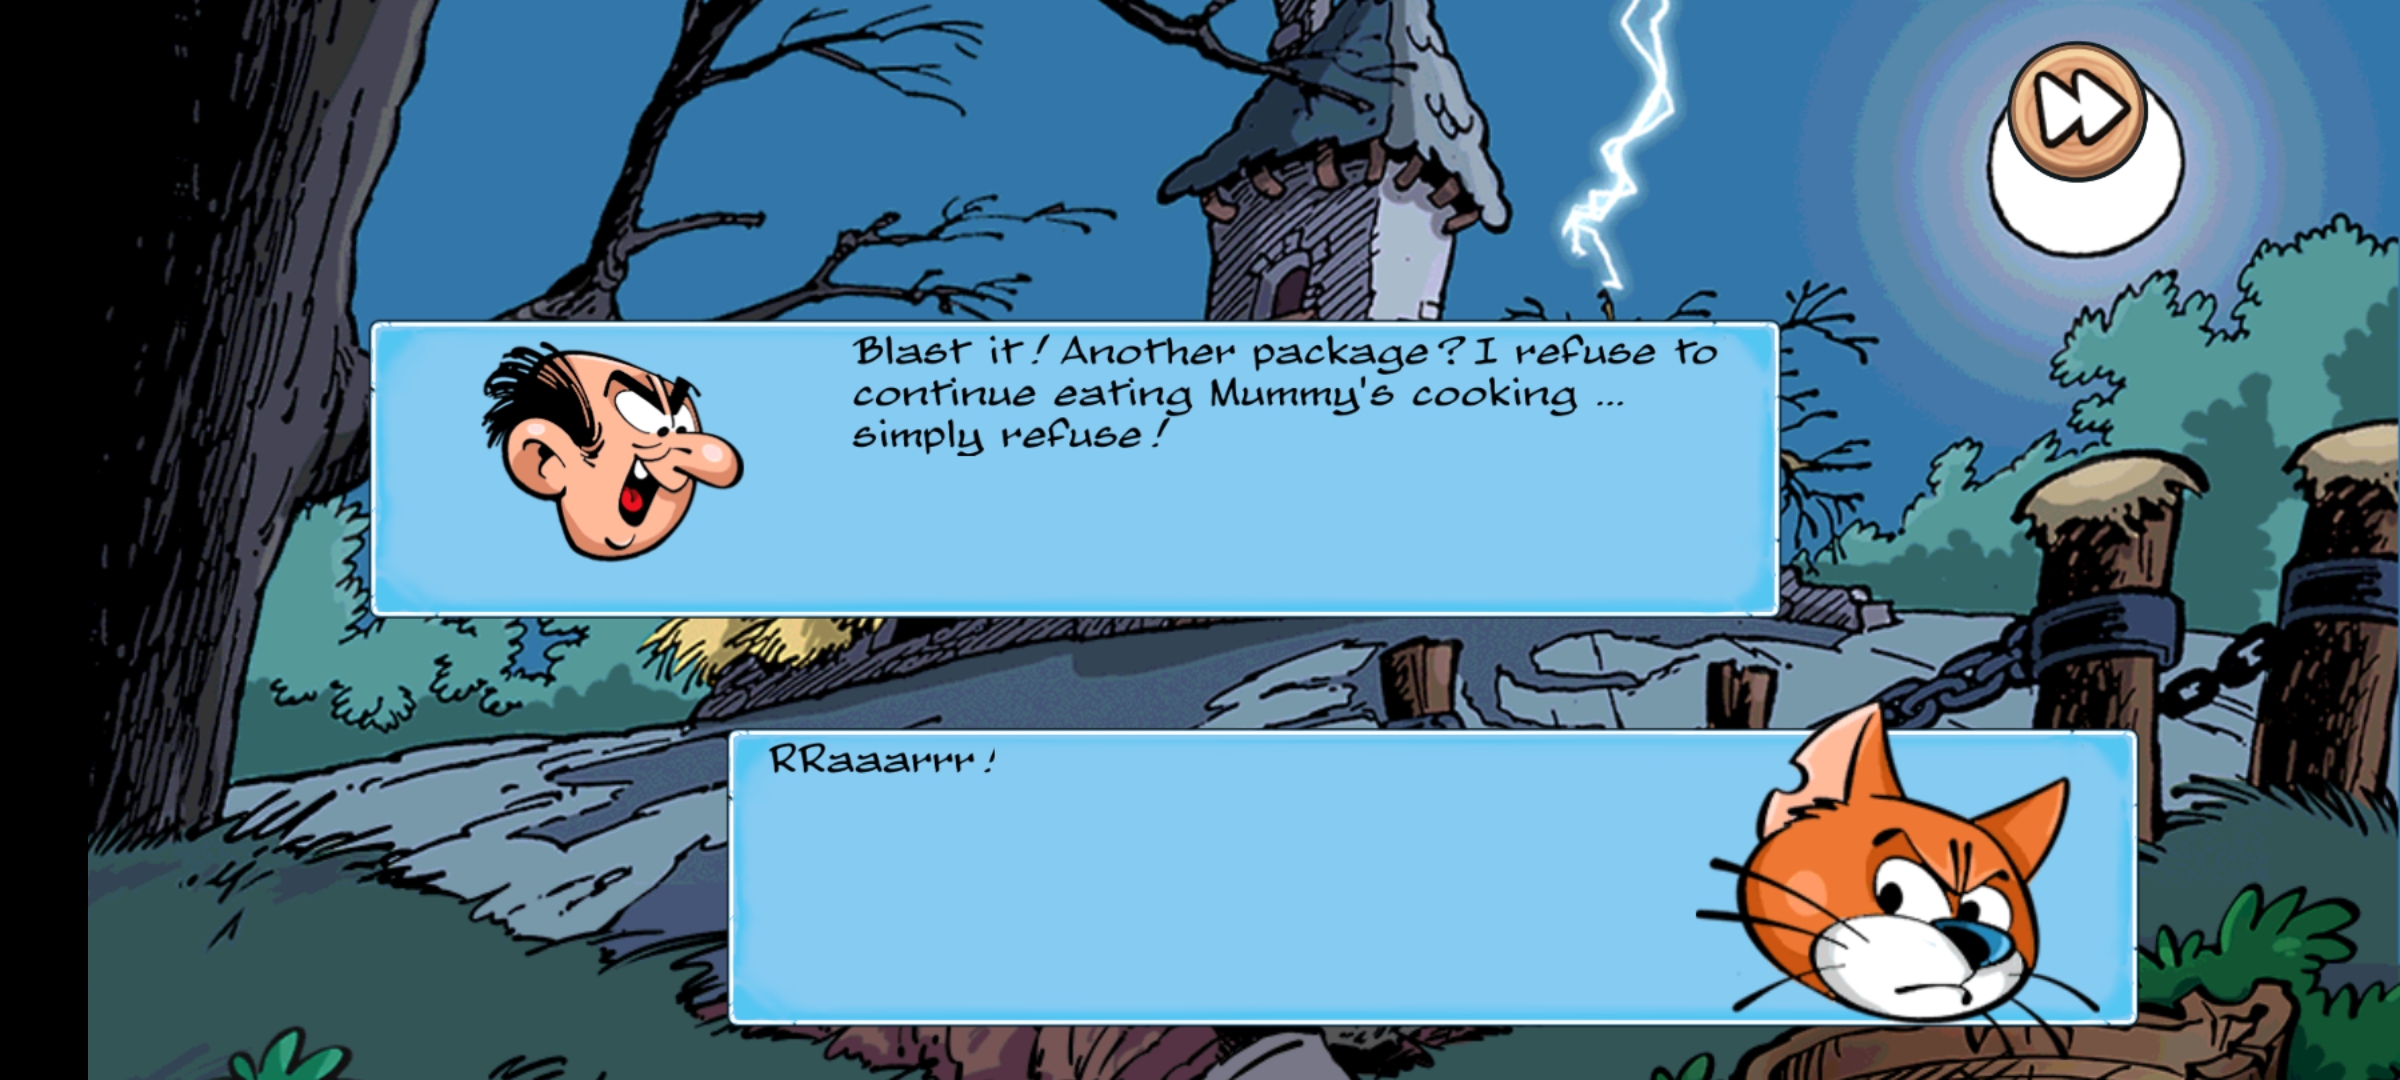 Blast it! Another package? I refuse to
continue eating Mummy's cooking ...
simply refuse!
RRaaarrr!